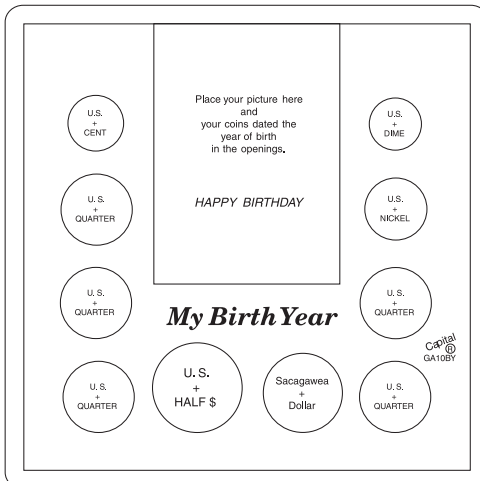 Place your picture here
and
your coins dated the
year of birth
in the openings.
HAPPY BIRTHDAY
U.S.
+
CENT
U.S.
+
DIME
U. S.
+
QUARTER
U.S.
+
NICKEL
U. S.
+
QUARTER
U.S.
+
QUARTER
My Birth Year
Capital
®
GA10BY
U.S.
+
QUARTER
U. S.
+
HALF $
Sacagawea
+
Dollar
U.S.
+
QUARTER